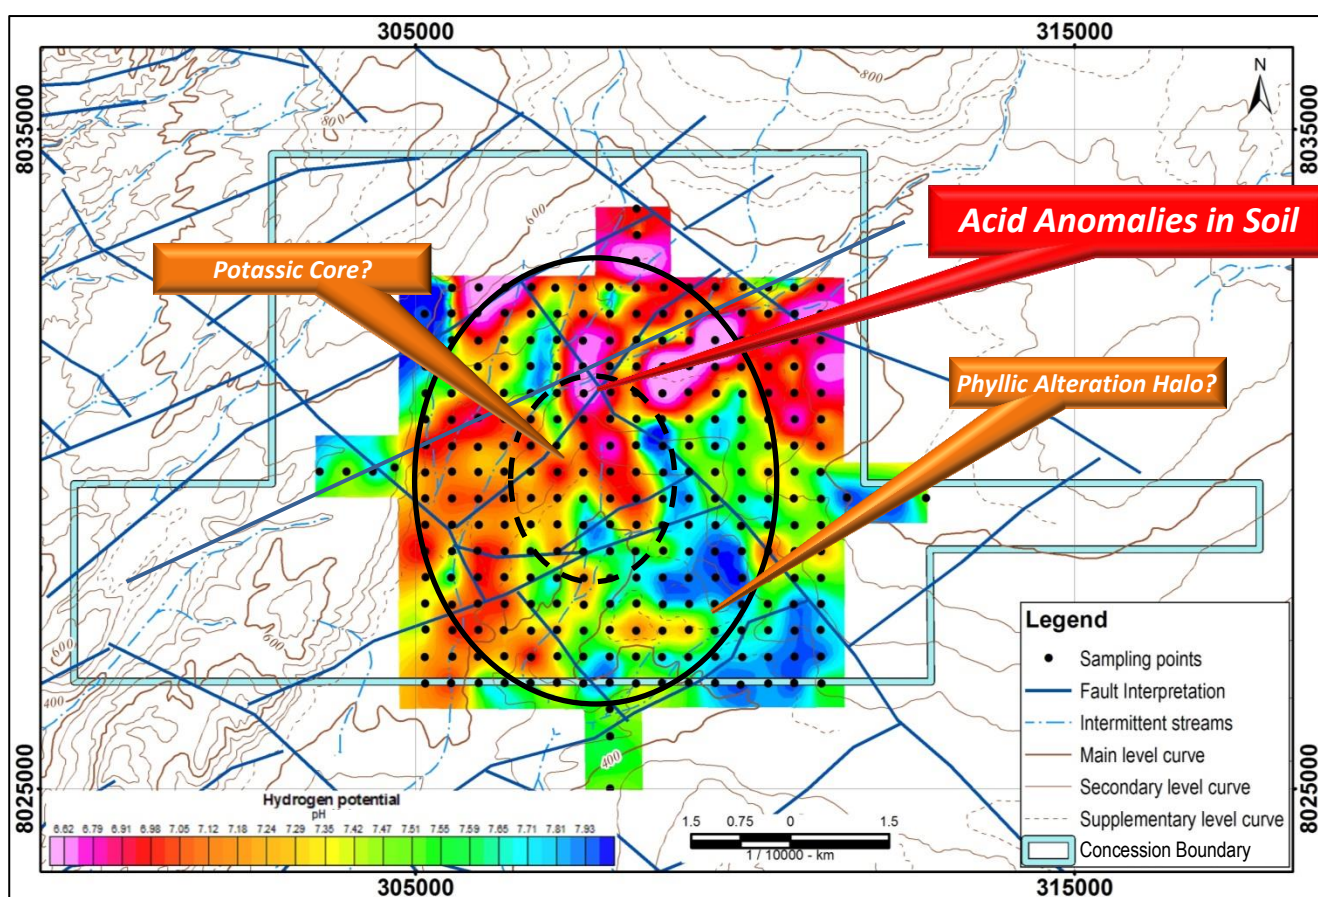 305000
315000
8035000
8035000
N
800
800
600
Acid Anomalies in Soil
Potassic Core?
Phyllic Alteration Halo?
600
600
400
400
Legend
Sampling points
Fault Interpretation
Intermittent streams
Main level curve
Secondary level curve
Supplementary level curve
Concession Boundary
8025000
8025000
Hydrogen potential
pH
6.62 6.79 6.91 6.98 7.05 7.12 7.18 7.24 7.29 7.35 7.42 7.47 7.51 7.55 7.59 7.65 7.71 7.81 7.93
1.5 0.75 0 1.5
1 / 10000 - km
305000
315000